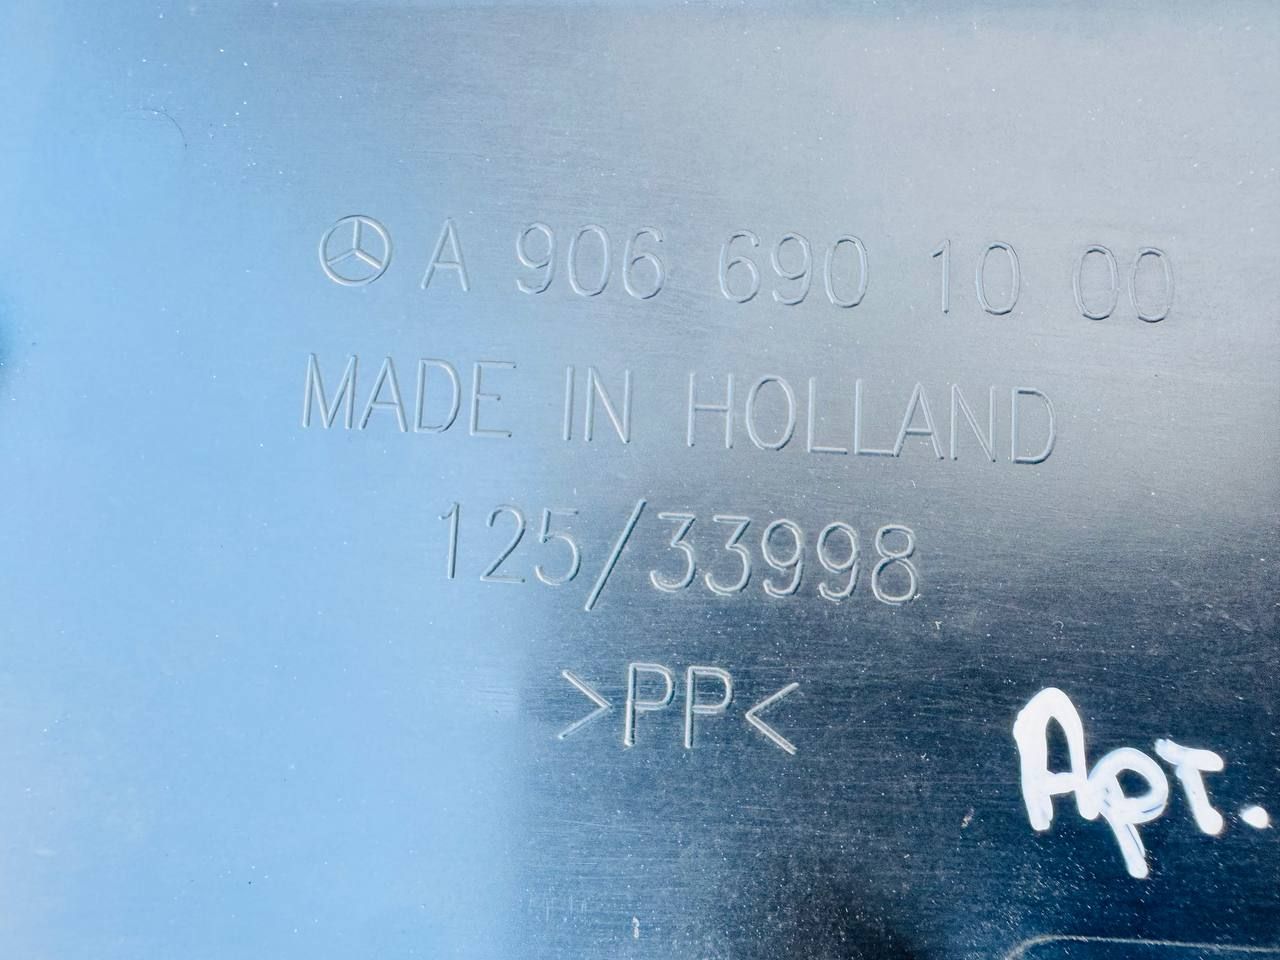 A 906 690 10 00
MADE IN HOLLAND
125/33998
>PP<
Арт.